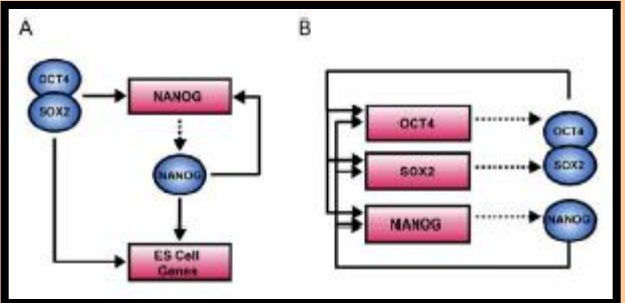 A
B
OCT4
SOX2
NANOG
NANOG
ES Cell
Genes
OCT4
SOX2
NANOG
OCT4
SOX2
NANOG